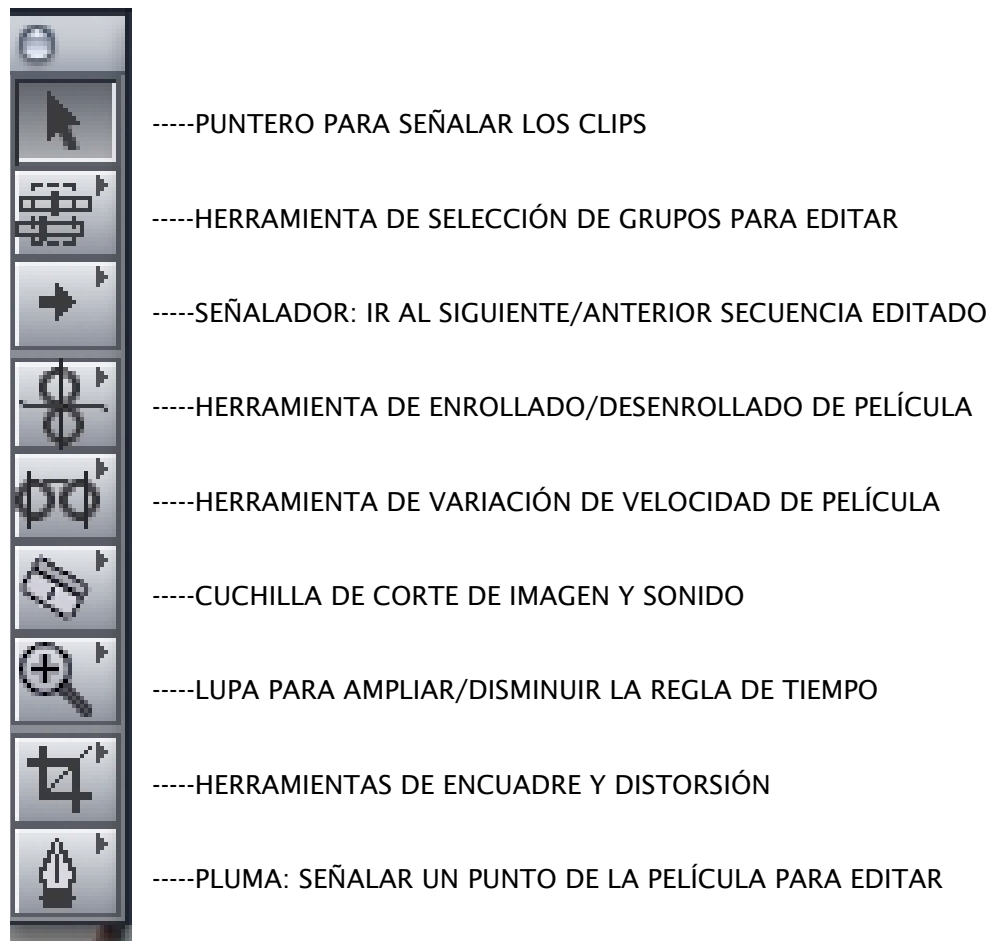 -----PUNTERO PARA SEÑALAR LOS CLIPS
-----HERRAMIENTA DE SELECCIÓN DE GRUPOS PARA EDITAR
-----SEÑALADOR: IR AL SIGUIENTE/ANTERIOR SECUENCIA EDITADO
-----HERRAMIENTA DE ENROLLADO/DESENROLLADO DE PELÍCULA
-----HERRAMIENTA DE VARIACIÓN DE VELOCIDAD DE PELÍCULA
-----CUCHILLA DE CORTE DE IMAGEN Y SONIDO
-----LUPA PARA AMPLIAR/DISMINUIR LA REGLA DE TIEMPO
-----HERRAMIENTAS DE ENCUADRE Y DISTORSIÓN
-----PLUMA: SEÑALAR UN PUNTO DE LA PELÍCULA PARA EDITAR